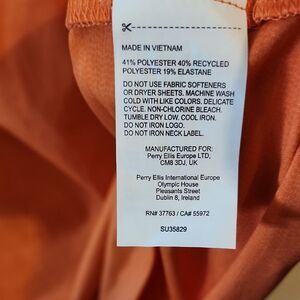 MADE IN VIETNAM
41% POLYESTER 40% RECYCLED
POLYESTER 19% ELASTANE
DO NOT USE FABRIC SOFTENERS
OR DRYER SHEETS. MACHINE WASH
COLD WITH LIKE COLORS. DELICATE
CYCLE. NON-CHLORINE BLEACH.
TUMBLE DRY LOW. COOL IRON.
DO NOT IRON LOGO.
DO NOT IRON NECK LABEL.
MANUFACTURED FOR:
Perry Ellis Europe LTD,
CM8 3DJ, UK
Perry Ellis International Europe
Olympic House
Pleasants Street
Dublin 8, Ireland
RN# 37763 / CA# 55972
SU35829